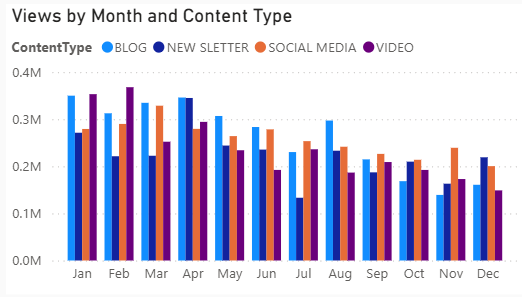 Views by Month and Content Type
ContentType BLOG NEW SLETTER SOCIAL MEDIA VIDEO
0.4M
0.3M
0.2M
0.1M
0.0M
Jan Feb Mar Apr May Jun Jul Aug Sep Oct Nov Dec